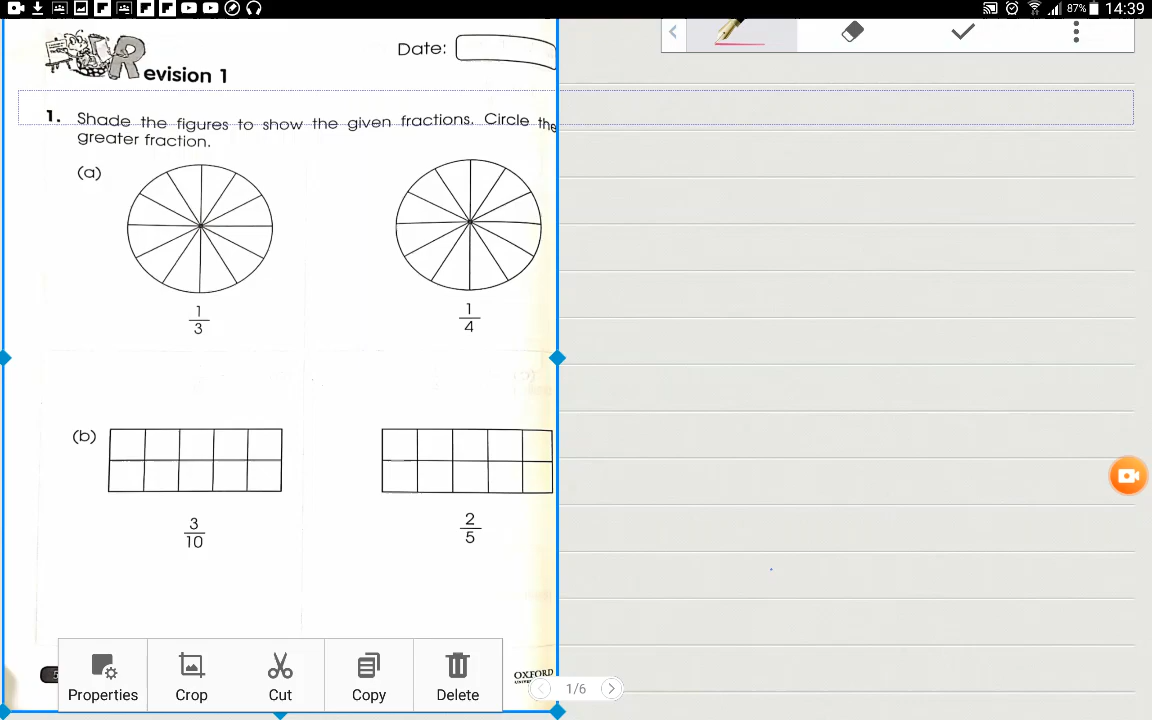 87% 14:39
Revision 1
Date:
1. Shade the figures to show the given fractions. Circle the
greater fraction.
(a)
1/3
1/4
(b)
3/10
2/5
Properties
Crop
Cut
Copy
Delete
OXFORD
1/6